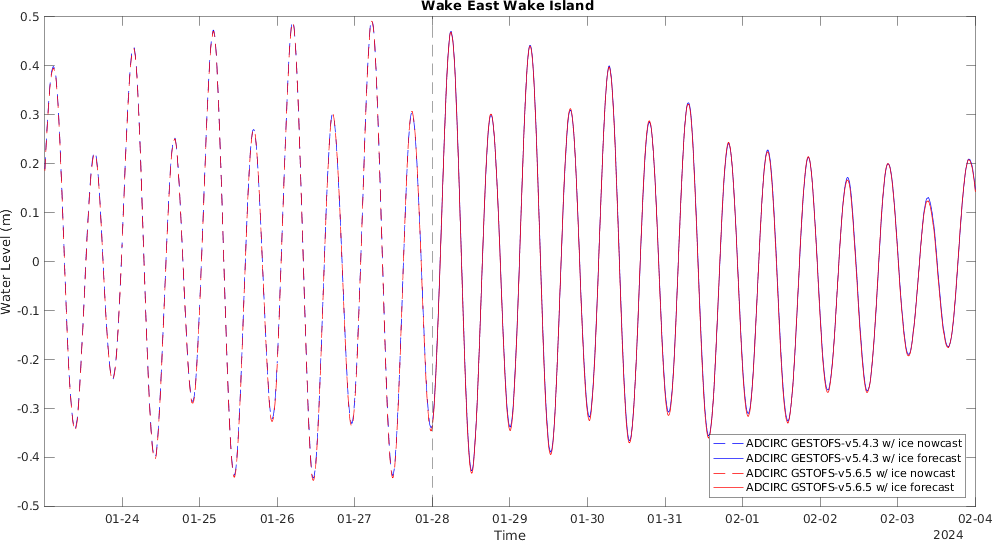 Wake East Wake Island
0.5
0.4
0.3
0.2
0.1
0
-0.1
-0.2
-0.3
-0.4
-0.5
Water Level (m)
ADCIRC GESTOFS-v5.4.3 w/ ice nowcast
ADCIRC GESTOFS-v5.4.3 w/ ice forecast
ADCIRC GSTOFS-v5.6.5 w/ ice nowcast
ADCIRC GSTOFS-v5.6.5 w/ ice forecast
01-24 01-25 01-26 01-27 01-28 01-29 01-30 01-31 02-01 02-02 02-03 02-04
Time
2024